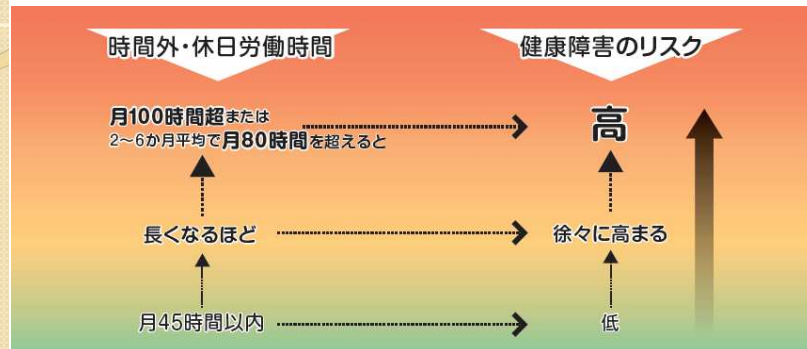 時間外・休日労働時間
健康障害のリスク
月100時間超または
2～6か月平均で月80時間を超えると
高
長くなるほど
徐々に高まる
月45時間以内
低